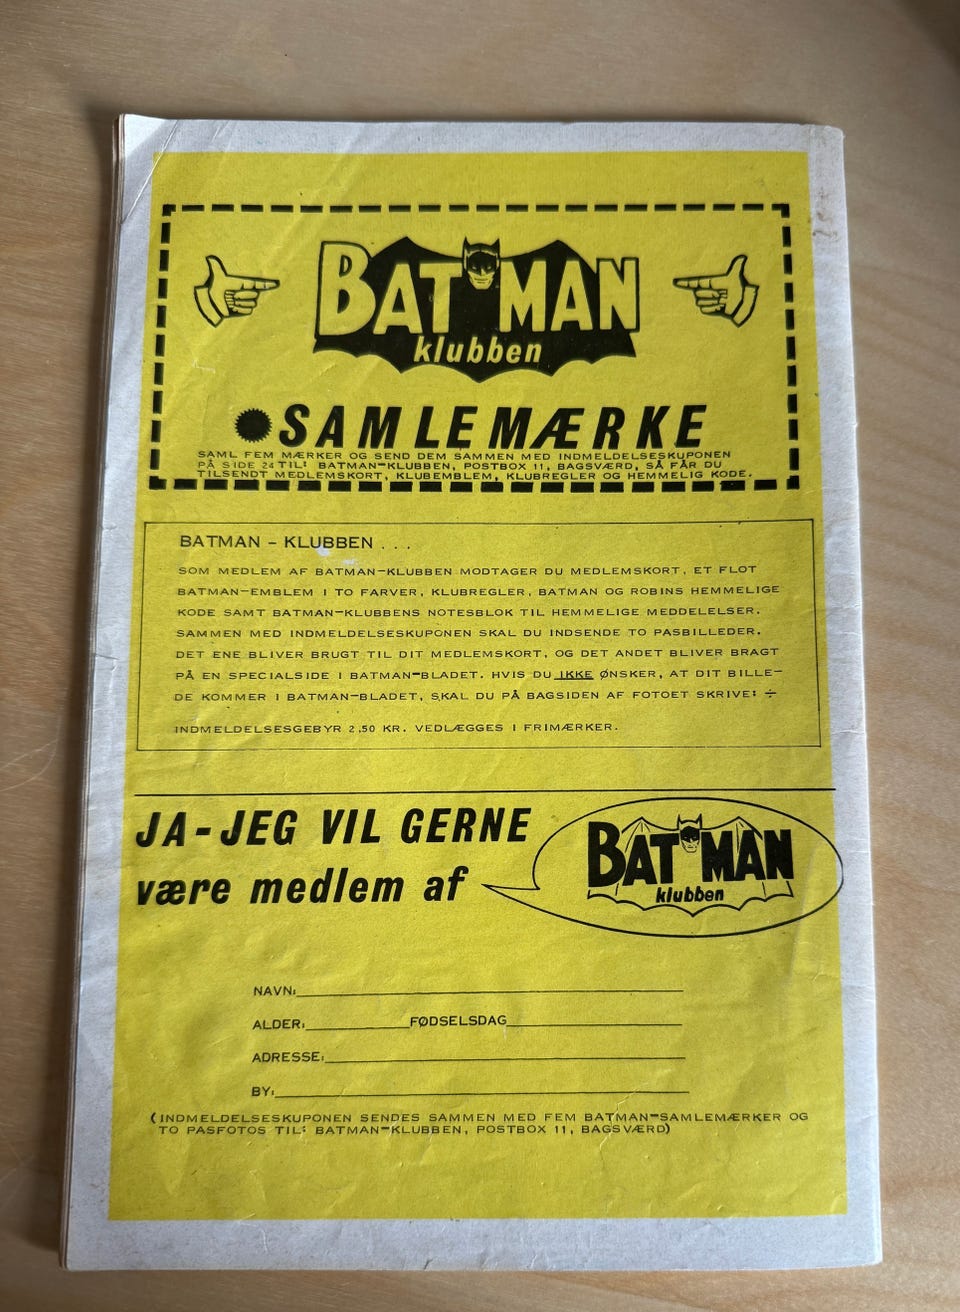 BATMAN
klubben
SAMLEMÆRKE
SAML FEM MÆRKER OG SEND DEM SAMMEN MED INDMELDELSESKUPONEN
PÅ SIDE 24 TIL: BATMAN-KLUBBEN, POSTBOX 11, BAGSVÆRD, SÅ FÅR DU
TILSENDT MEDLEMSKORT, KLUBEMBLEM, KLUBREGLER OG HEMMELIG KODE.
BATMAN - KLUBBEN ...
SOM MEDLEM AF BATMAN-KLUBBEN MODTAGER DU MEDLEMSKORT, ET FLOT
BATMAN-EMBLEM I TO FARVER, KLUBREGLER, BATMAN OG ROBINS HEMMELIGE
KODE SAMT BATMAN-KLUBBENS NOTESBLOK TIL HEMMELIGE MEDDELELSER.
SAMMEN MED INDMELDELSESKUPONEN SKAL DU INDSENDE TO PASBILLEDER.
DET ENE BLIVER BRUGT TIL DIT MEDLEMSKORT, OG DET ANDET BLIVER BRAGT
PÅ EN SPECIALSIDE I BATMAN-BLADET. HVIS DU IKKE ØNSKER, AT DIT BILLE-
DE KOMMER I BATMAN-BLADET, SKAL DU PÅ BAGSIDEN AF FOTOET SKRIVE: ÷
INDMELDELSESGEBYR 2,50 KR. VEDLÆGGES I FRIMÆRKER.
JA-JEG VIL GERNE
være medlem af
BATMAN
klubben
NAVN:
ALDER: FØDSELSDAG
ADRESSE:
BY:
(INDMELDELSESKUPONEN SENDES SAMMEN MED FEM BATMAN-SAMLEMÆRKER OG
TO PASFOTOS TIL: BATMAN-KLUBBEN, POSTBOX 11, BAGSVÆRD)